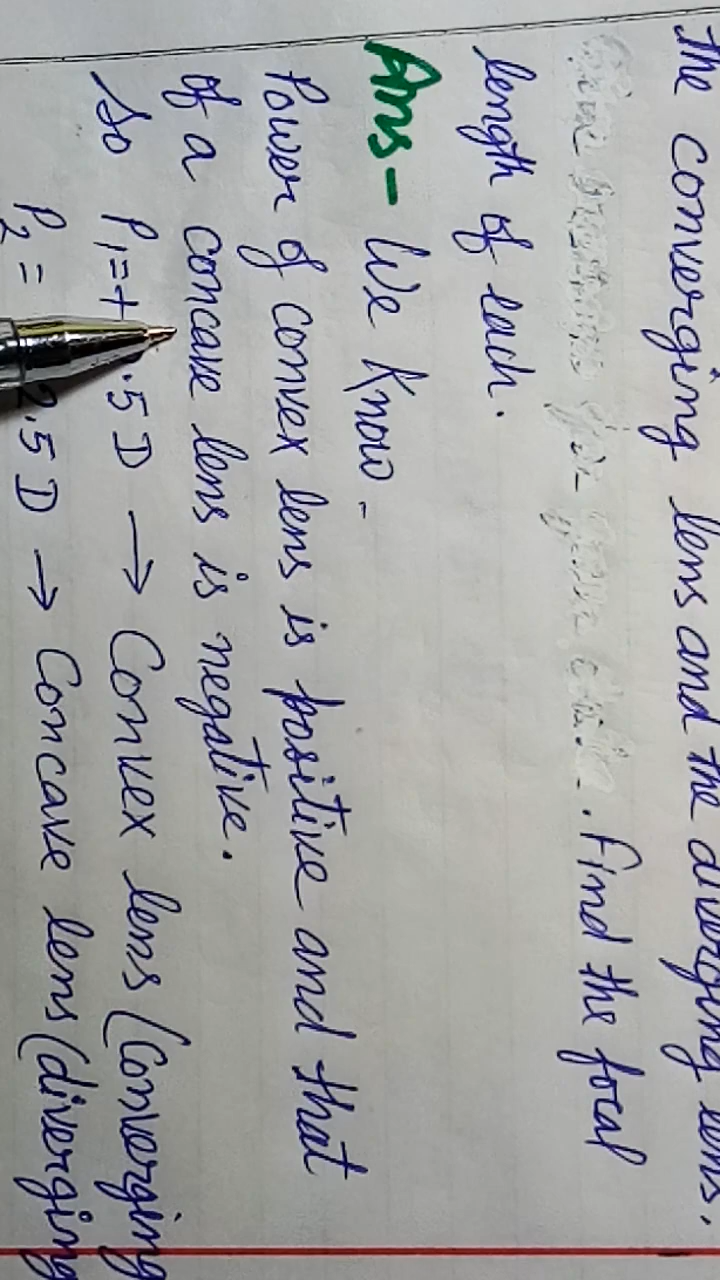 the converging lens and the diverging lens.
. Find the focal
length of each.
Ans- We know -
Power of convex lens is positive and that
of a concave lens is negative.
So P₁=+ .5 D → Convex lens (Converging
P₂ = 2.5 D → Concave lens (diverging